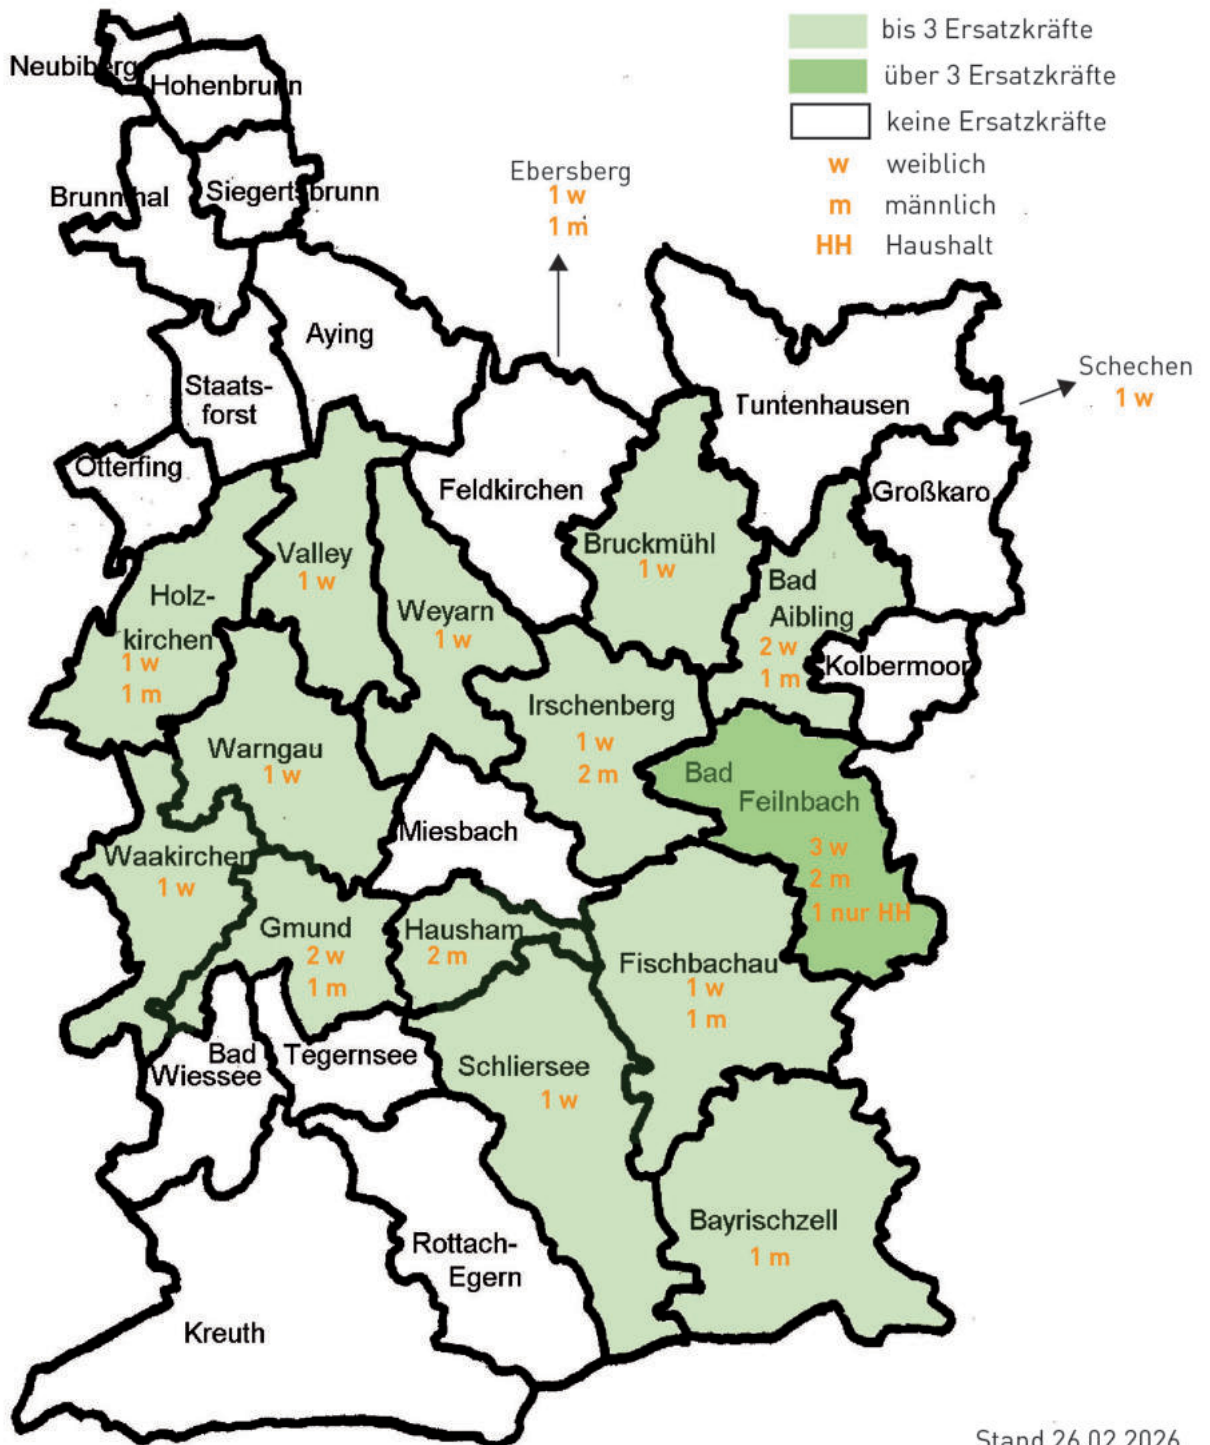 bis 3 Ersatzkräfte
über 3 Ersatzkräfte
keine Ersatzkräfte
w weiblich
m männlich
HH Haushalt
Neubiberg
Hohenbrunn
Brunnthal
Siegertsbrunn
Ebersberg
1 w
1 m
Aying
Schechen
1 w
Staats-
forst
Tuntenhausen
Otterfing
Feldkirchen
Großkaro
Valley
1 w
Bruckmühl
1 w
Holz-
kirchen
1 w
1 m
Weyarn
1 w
Bad
Aibling
2 w
1 m
Kolbermoor
Irschenberg
1 w
2 m
Warngau
1 w
Bad
Feilnbach
3 w
2 m
1 nur HH
Miesbach
Waakirchen
1 w
Gmund
2 w
1 m
Hausham
2 m
Fischbachau
1 w
1 m
Bad
Wiessee
Tegernsee
Schliersee
1 w
Bayrischzell
1 m
Rottach-
Egern
Kreuth
Stand 26.02.2026